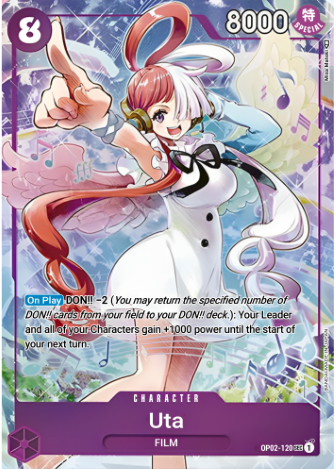 8
8000
特
SPECIAL
On Play DON!! −2 (You may return the specified number of
DON!! cards from your field to your DON!! deck.): Your Leader
and all of your Characters gain +1000 power until the start of
your next turn.
CHARACTER
Uta
FILM
OP02-120 SEC 1